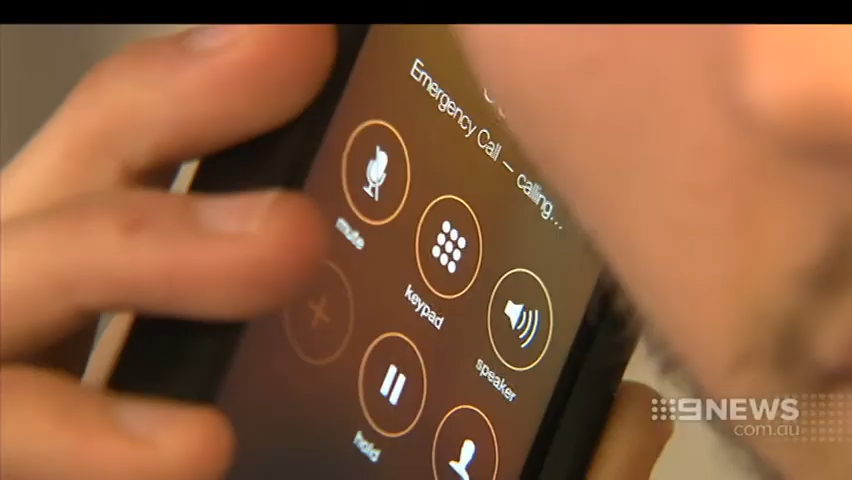 Emergency Call – calling...
mute
keypad
speaker
hold
9NEWS
com.au